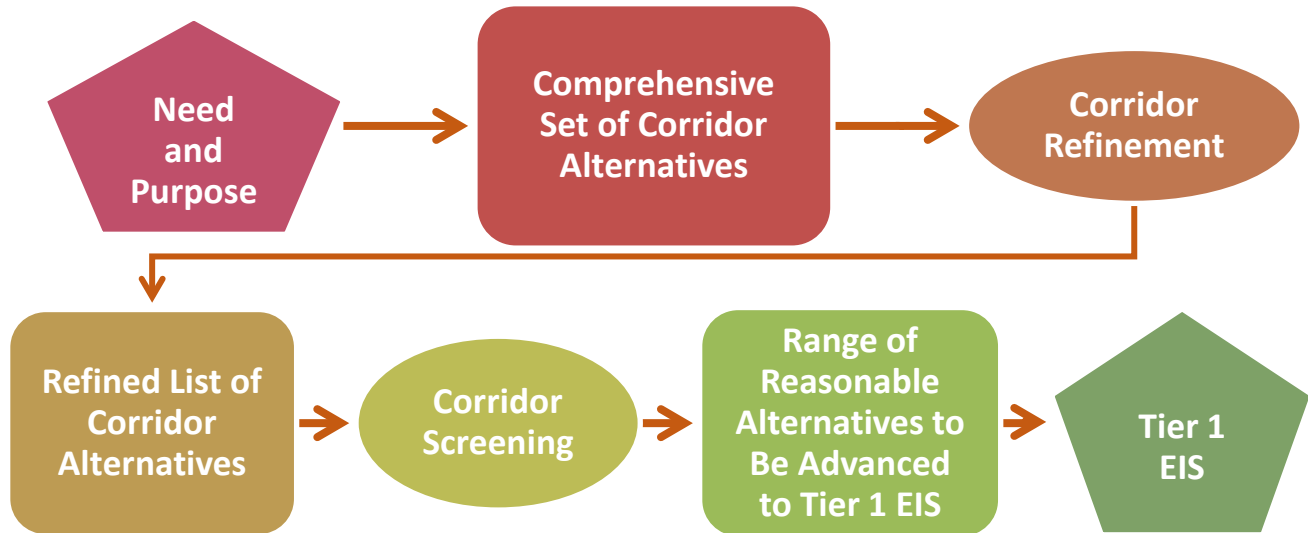 Need
and
Purpose
Comprehensive
Set of Corridor
Alternatives
Corridor
Refinement
Refined List of
Corridor
Alternatives
Corridor
Screening
Range of
Reasonable
Alternatives to
Be Advanced
to Tier 1 EIS
Tier 1
EIS